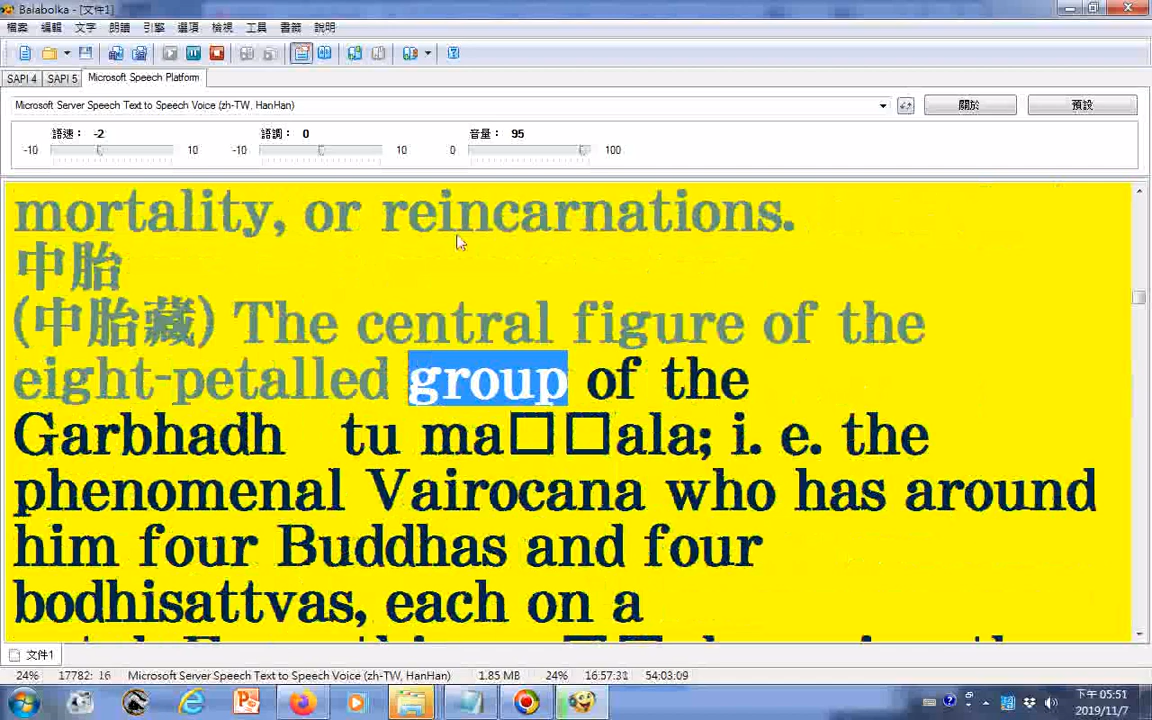 Balabolka - [文件1]
檔案 編輯 文字 朗讀 引擎 選項 檢視 工具 書籤 說明
SAPI 4 SAPI 5 Microsoft Speech Platform
Microsoft Server Speech Text to Speech Voice (zh-TW, HanHan) 關於 預設
語速： -2 語調： 0 音量： 95
-10 10 -10 10 0 100
mortality, or reincarnations.
中胎
(中胎藏) The central figure of the
eight-petalled group of the
Garbhadh tu ma□□ala; i. e. the
phenomenal Vairocana who has around
him four Buddhas and four
bodhisattvas, each on a
文件1
24% 17782: 16 Microsoft Server Speech Text to Speech Voice (zh-TW, HanHan) 1.85 MB 24% 16:57:31 54:03:09
下午 05:51
2019/11/7